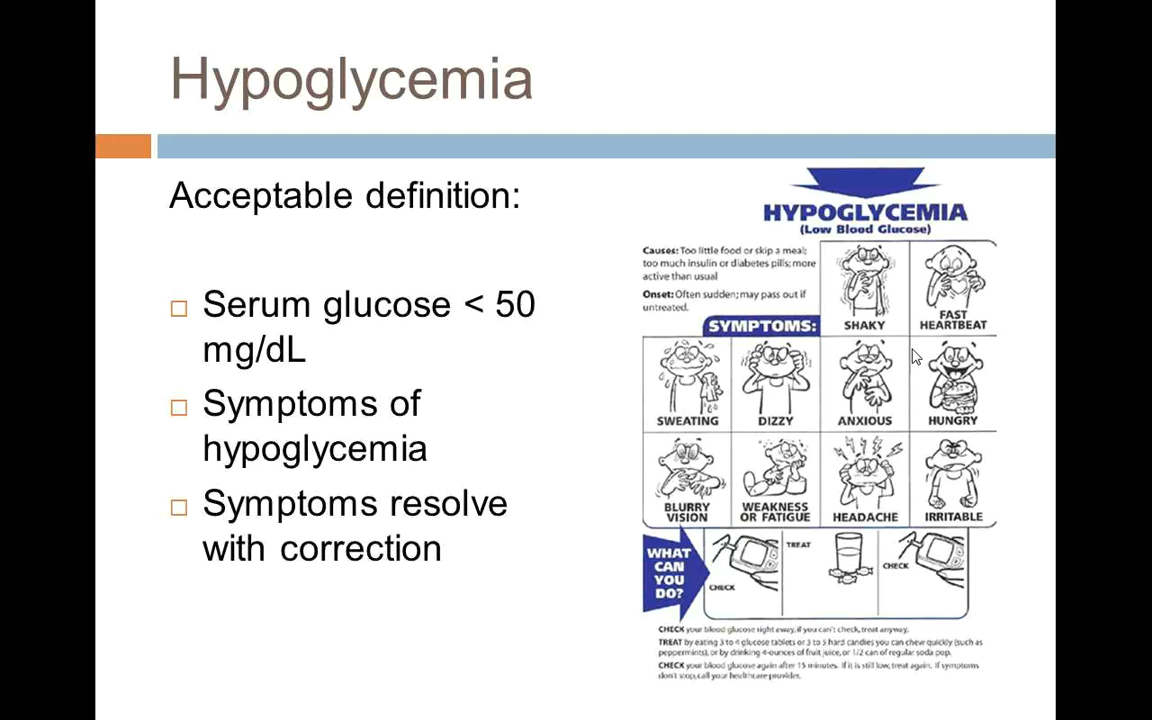 Hypoglycemia
Acceptable definition:
Serum glucose < 50
mg/dL
Symptoms of
hypoglycemia
Symptoms resolve
with correction
HYPOGLYCEMIA
(Low Blood Glucose)
Causes: Too little food or skip a meal;
too much insulin or diabetes pills; more
active than usual
Onset: Often sudden; may pass out if
untreated.
SYMPTOMS:
SHAKY
FAST
HEARTBEAT
SWEATING
DIZZY
ANXIOUS
HUNGRY
BLURRY
VISION
WEAKNESS
OR FATIGUE
HEADACHE
IRRITABLE
WHAT
CAN
YOU
DO?
CHECK
TREAT
CHECK
CHECK your blood glucose right away, if you can't check, treat anyway.
TREAT by eating 3 to 4 glucose tablets or 3 to 5 hard candies you can chew quickly (such as
peppermints), or by drinking 4-ounces of fruit juice, or 1/2 can of regular soda pop.
CHECK your blood glucose again after 15 minutes. If it is still low, treat again. If symptoms
don't stop, call your healthcare provider.